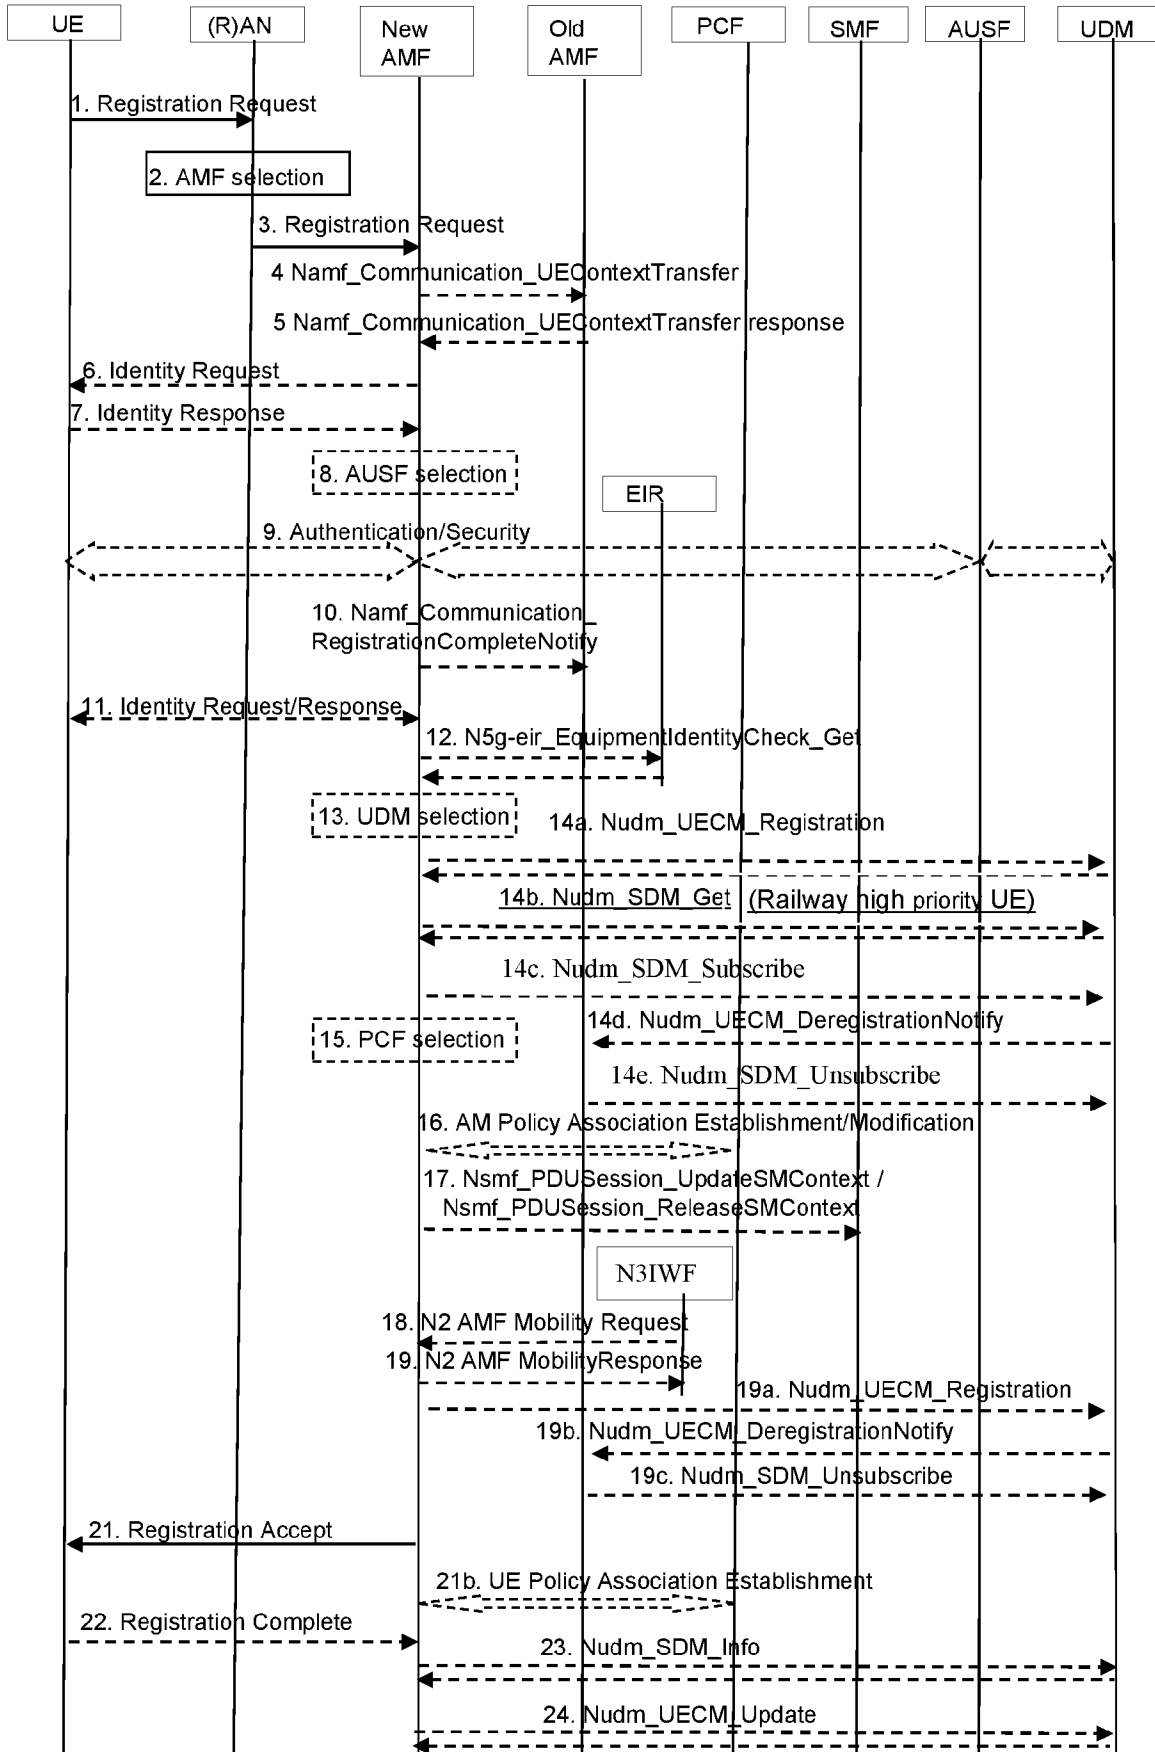 UE
(R)AN
New
AMF
Old
AMF
PCF
SMF
AUSF
UDM
1. Registration Request
2. AMF selection
3. Registration Request
4 Namf_Communication_UEContextTransfer
5 Namf_Communication_UEContextTransfer response
6. Identity Request
7. Identity Response
8. AUSF selection
EIR
9. Authentication/Security
10. Namf_Communication_
RegistrationCompleteNotify
11. Identity Request/Response
12. N5g-eir_EquipmentIdentityCheck_Get
13. UDM selection
14a. Nudm_UECM_Registration
14b. Nudm_SDM_Get (Railway high priority UE)
14c. Nudm_SDM_Subscribe
14d. Nudm_UECM_DeregistrationNotify
15. PCF selection
14e. Nudm_SDM_Unsubscribe
16. AM Policy Association Establishment/Modification
17. Nsmf_PDUSession_UpdateSMContext /
Nsmf_PDUSession_ReleaseSMContext
N3IWF
18. N2 AMF Mobility Request
19. N2 AMF MobilityResponse
19a. Nudm_UECM_Registration
19b. Nudm_UECM_DeregistrationNotify
19c. Nudm_SDM_Unsubscribe
21. Registration Accept
21b. UE Policy Association Establishment
22. Registration Complete
23. Nudm_SDM_Info
24. Nudm_UECM_Update